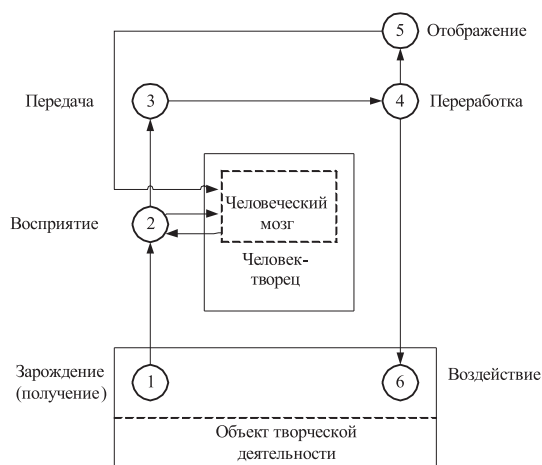 5
Отображение
Передача
3
4
Переработка
Человеческий
мозг
Восприятие
2
Человек-
творец
Зарождение
(получение)
1
6
Воздействие
Объект творческой
деятельности